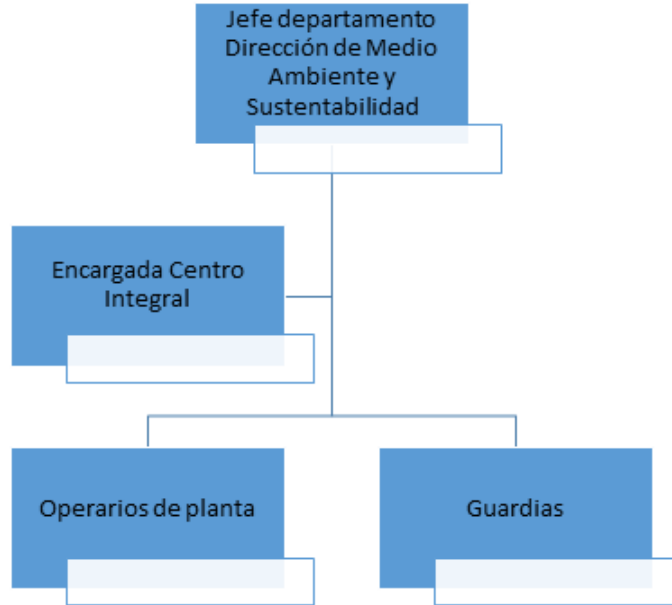 Jefe departamento
Dirección de Medio
Ambiente y
Sustentabilidad
Encargada Centro
Integral
Operarios de planta
Guardias